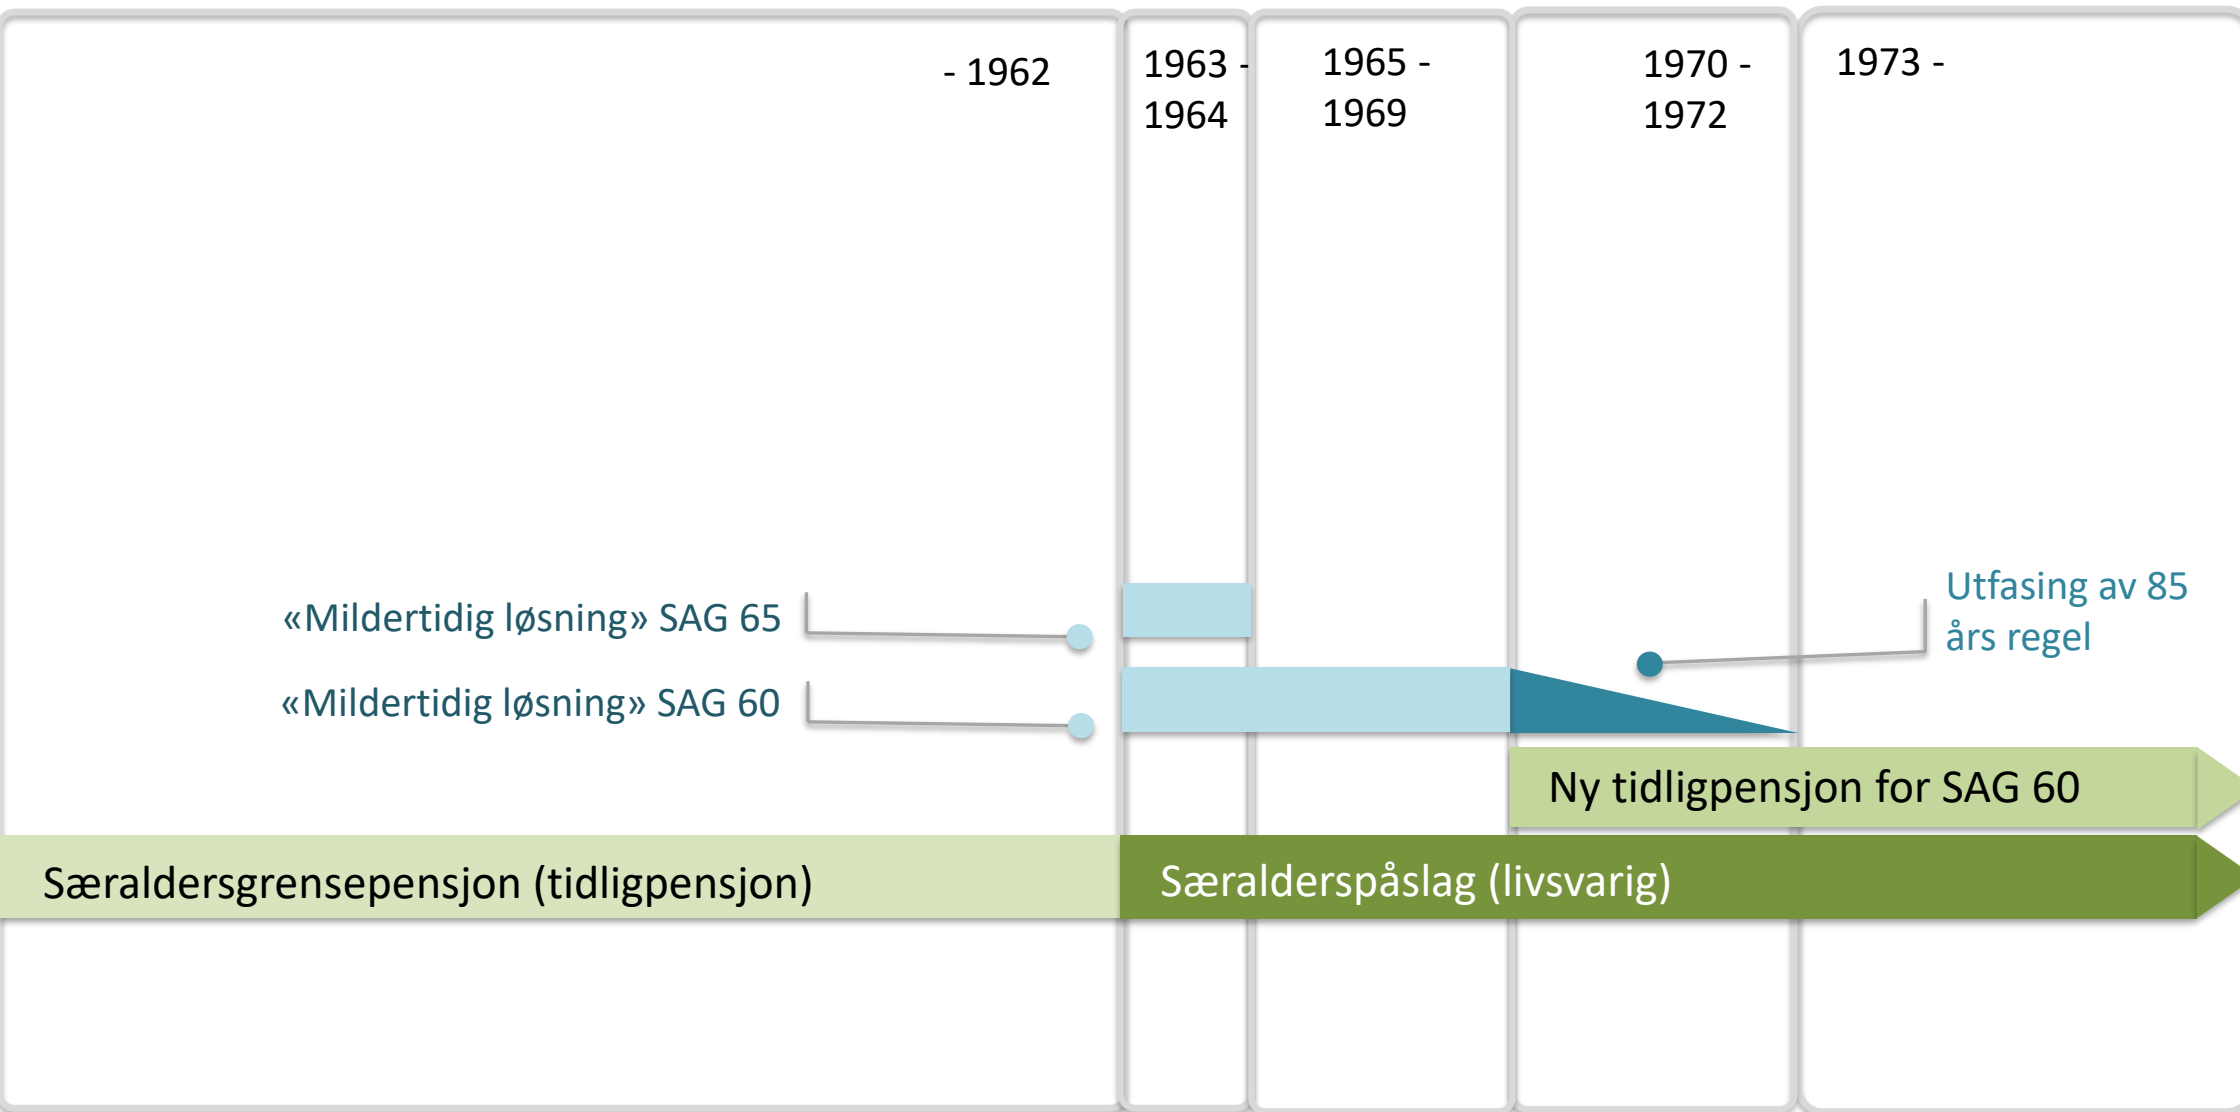 - 1962
1963 -
1964
1965 -
1969
1970 -
1972
1973 -
«Mildertidig løsning» SAG 65
Utfasing av 85
års regel
«Mildertidig løsning» SAG 60
Ny tidligpensjon for SAG 60
Særaldersgrensepensjon (tidligpensjon)
Særalderspåslag (livsvarig)